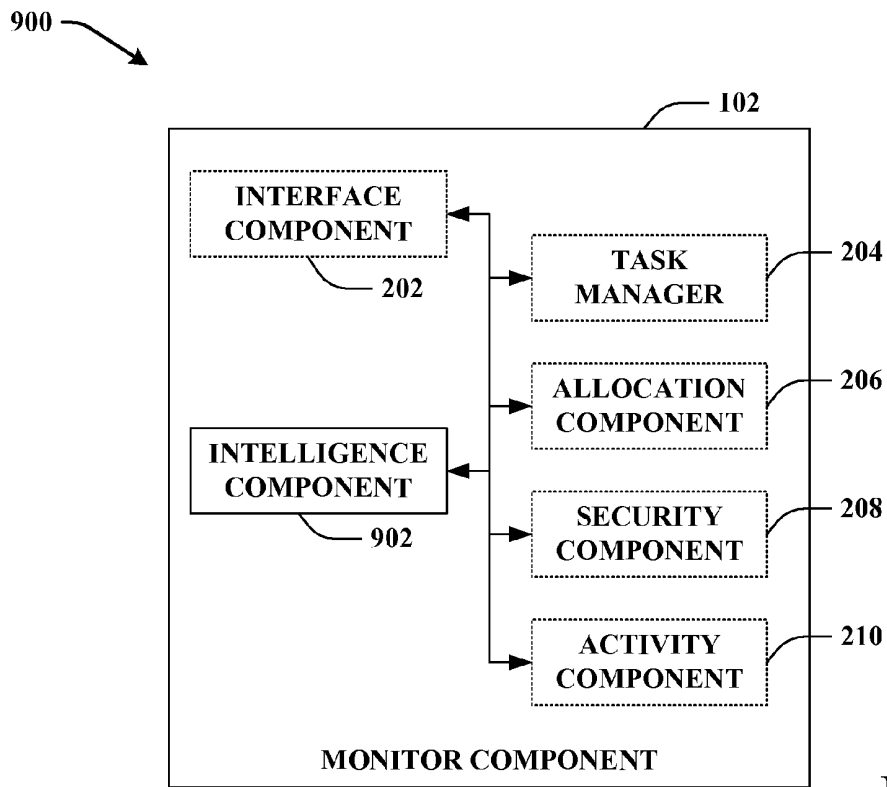 900
102
INTERFACE
COMPONENT
202
TASK
MANAGER
204
ALLOCATION
COMPONENT
206
INTELLIGENCE
COMPONENT
902
SECURITY
COMPONENT
208
ACTIVITY
COMPONENT
210
MONITOR COMPONENT